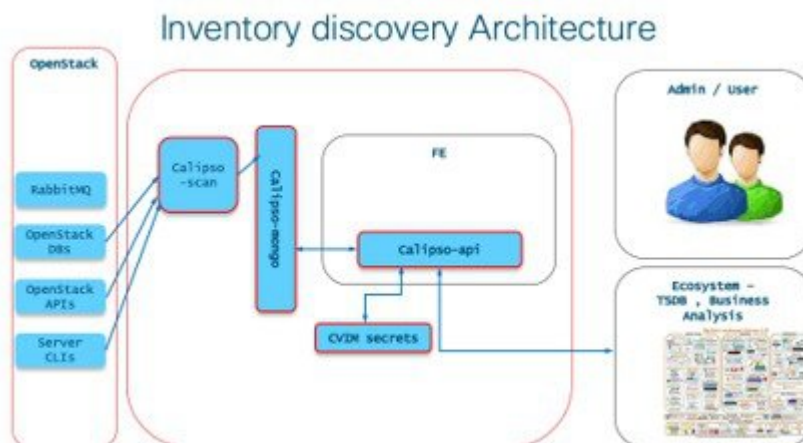 Inventory discovery Architecture
OpenStack
RabbitMQ
OpenStack
DBs
OpenStack
APIs
Server
CLIs
Calipso
-scan
Calipso-mongo
FE
Calipso-api
CVIM secrets
Admin / User
Ecosystem -
TSDB , Business
Analysis